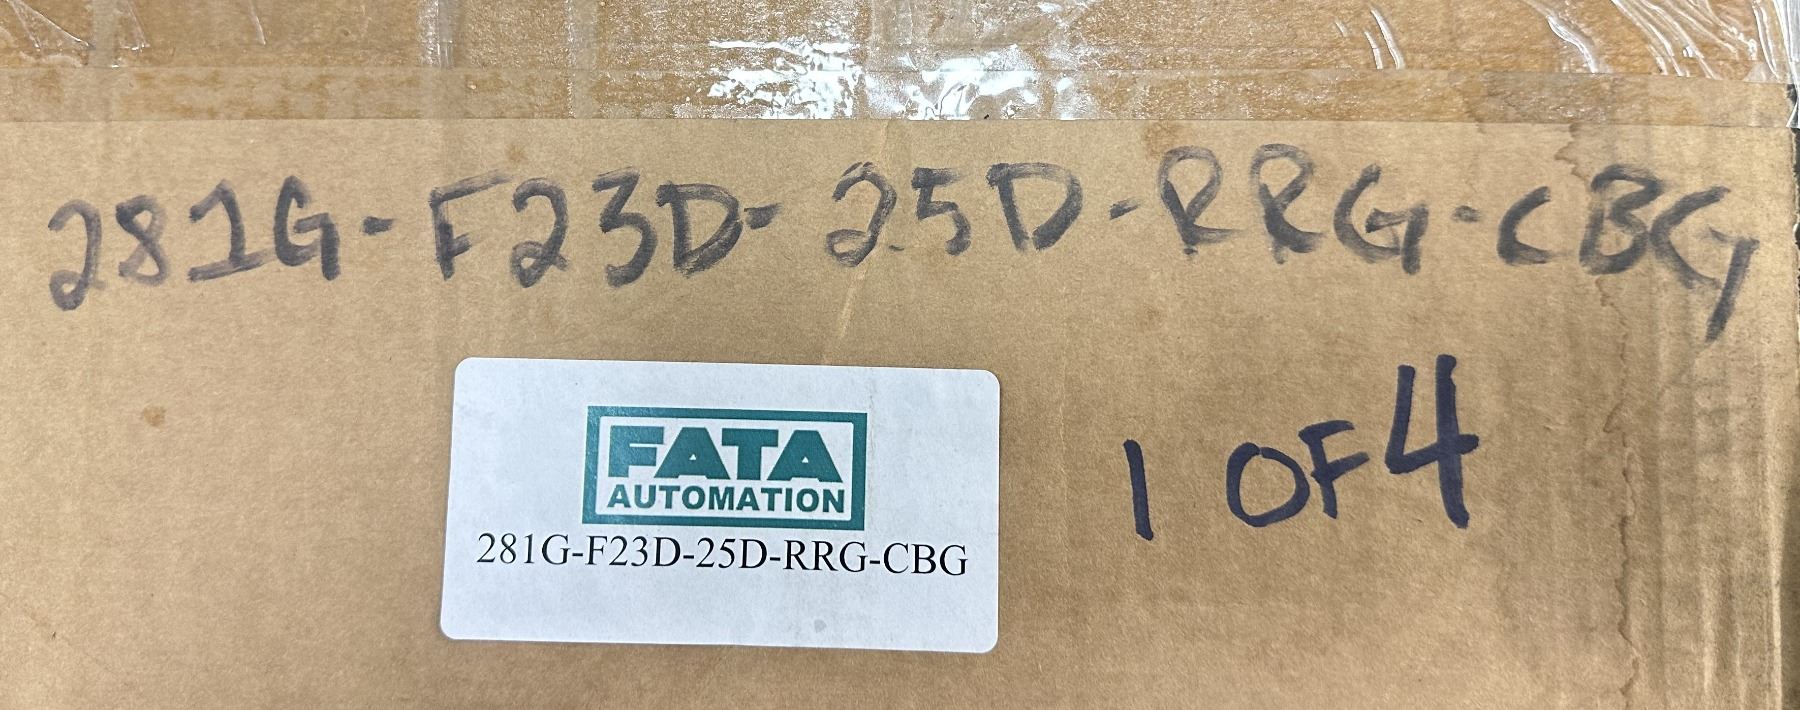 281G-F23D-25D-RRG-CBG
1 OF 4
FATA
AUTOMATION
281G-F23D-25D-RRG-CBG